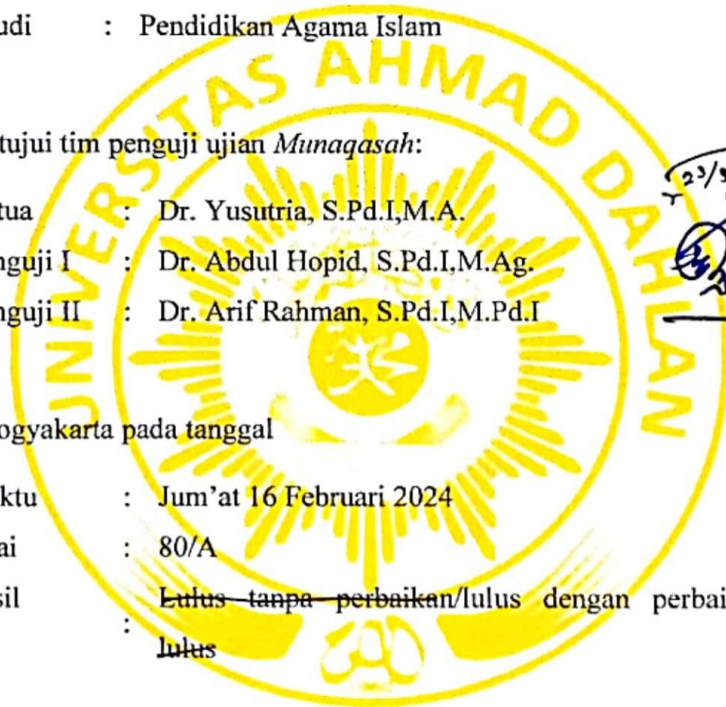 udi : Pendidikan Agama Islam
UNIVERSITAS AHMAD DAHLAN
tujui tim penguji ujian Munaqasah:
tua : Dr. Yusutria, S.Pd.I,M.A.
nguji I : Dr. Abdul Hopid, S.Pd.I,M.Ag.
nguji II : Dr. Arif Rahman, S.Pd.I,M.Pd.I
ogyakarta pada tanggal
ktu : Jum'at 16 Februari 2024
ai : 80/A
sil : Lulus tanpa perbaikan/lulus dengan perbai
lulus